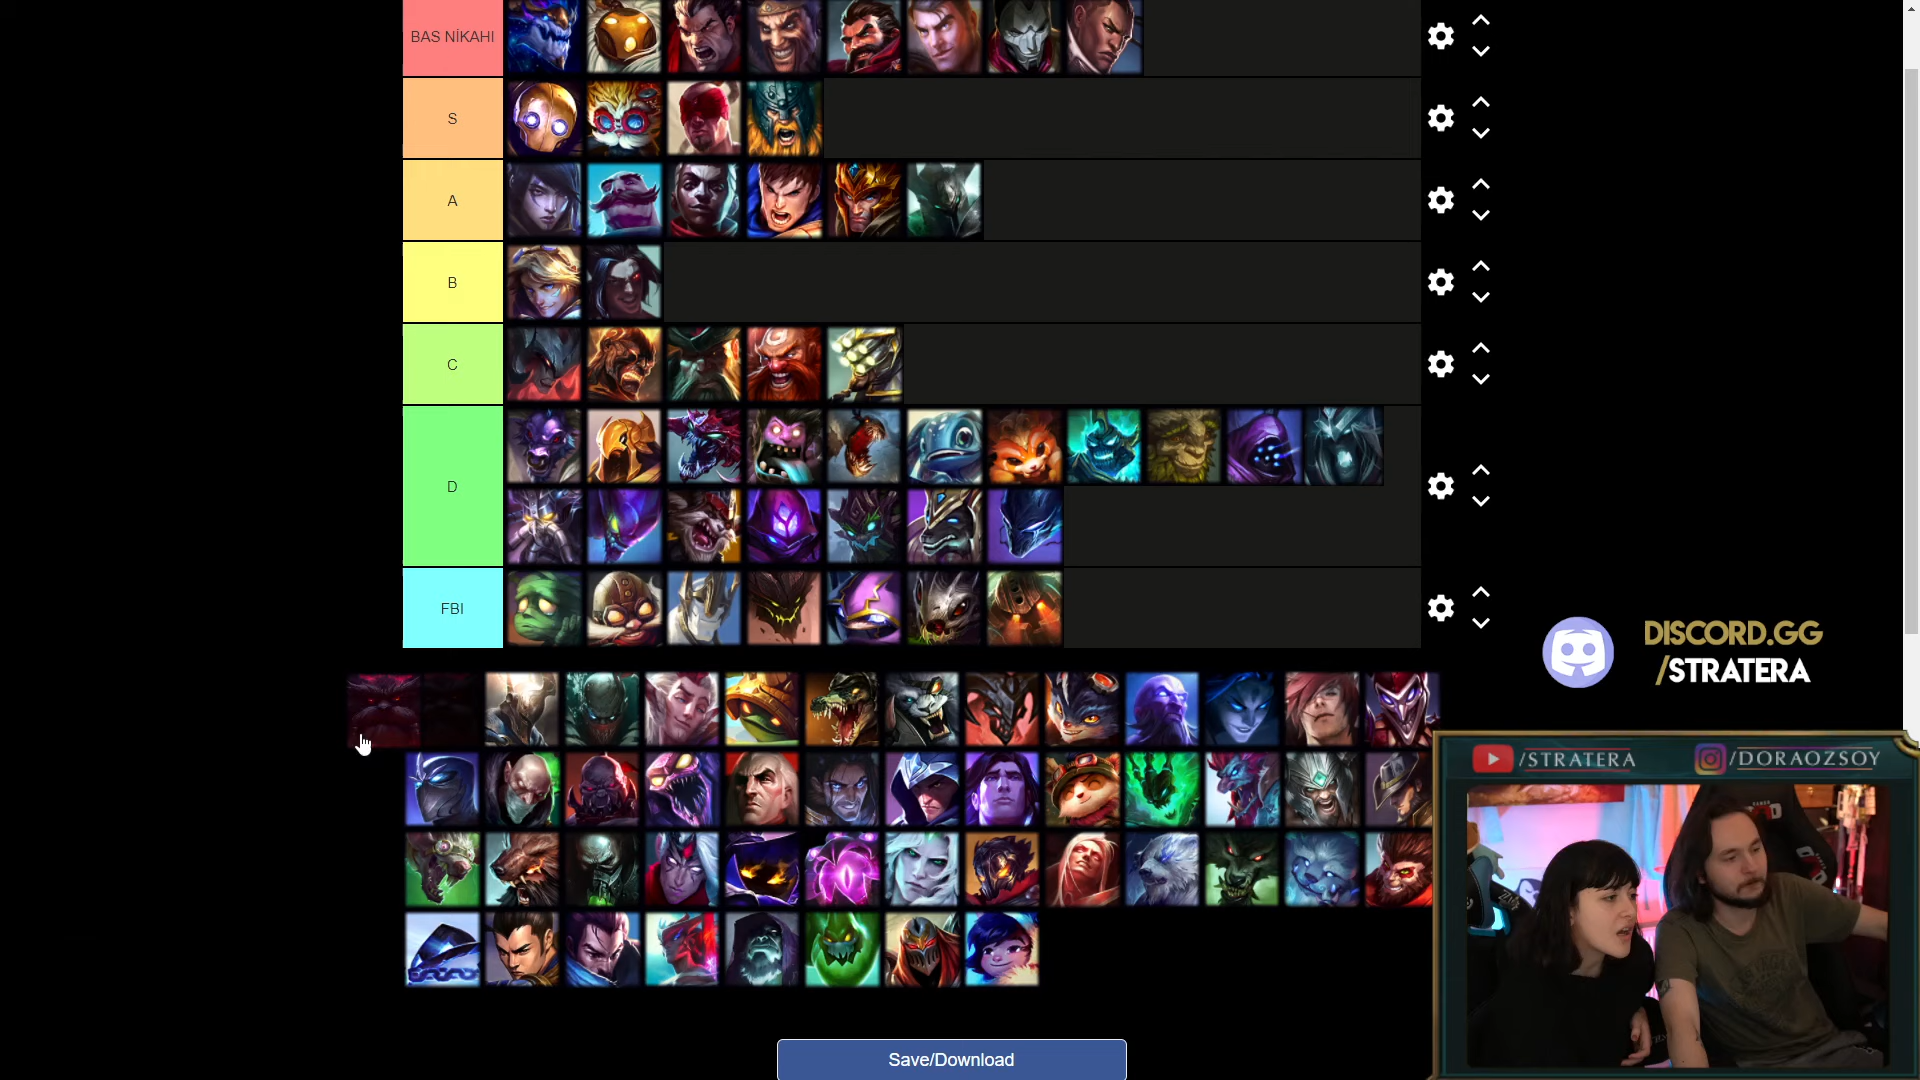 BAS NİKAHI
S
A
B
C
D
FBI
DISCORD.GG
/STRATERA
/STRATERA
/DORAOZSOY
Save/Download